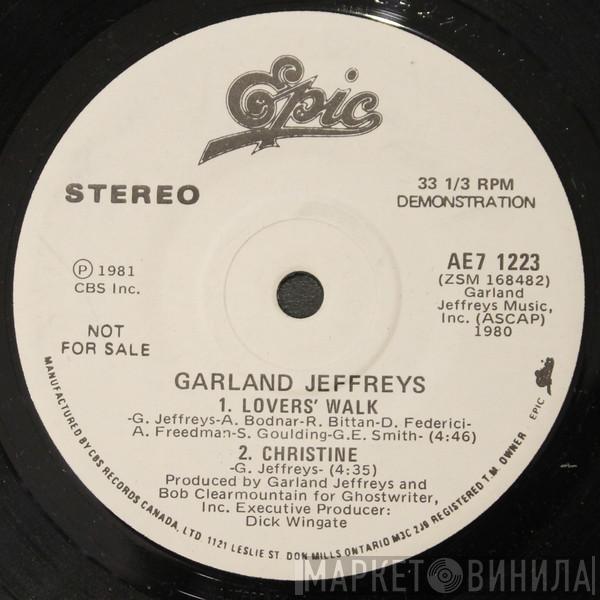 Epic
STEREO
33 1/3 RPM
DEMONSTRATION
Ⓟ 1981
CBS Inc.
AE7 1223
(ZSM 168482)
Garland
Jeffreys Music,
Inc. (ASCAP)
1980
NOT
FOR SALE
GARLAND JEFFREYS
1. LOVERS' WALK
-G. Jeffreys-A. Bodnar-R. Bittan-D. Federici-
A. Freedman-S. Goulding-G.E. Smith- (4:46)
2. CHRISTINE
-G. Jeffreys- (4:35)
Produced by Garland Jeffreys and
Bob Clearmountain for Ghostwriter,
Inc. Executive Producer:
Dick Wingate
MANUFACTURED BY CBS RECORDS CANADA, LTD 1121 LESLIE ST. DON MILLS ONTARIO M3C 2J9 REGISTERED T.M. OWNER EPIC Epic
МАРКЕТ ВИНИЛА